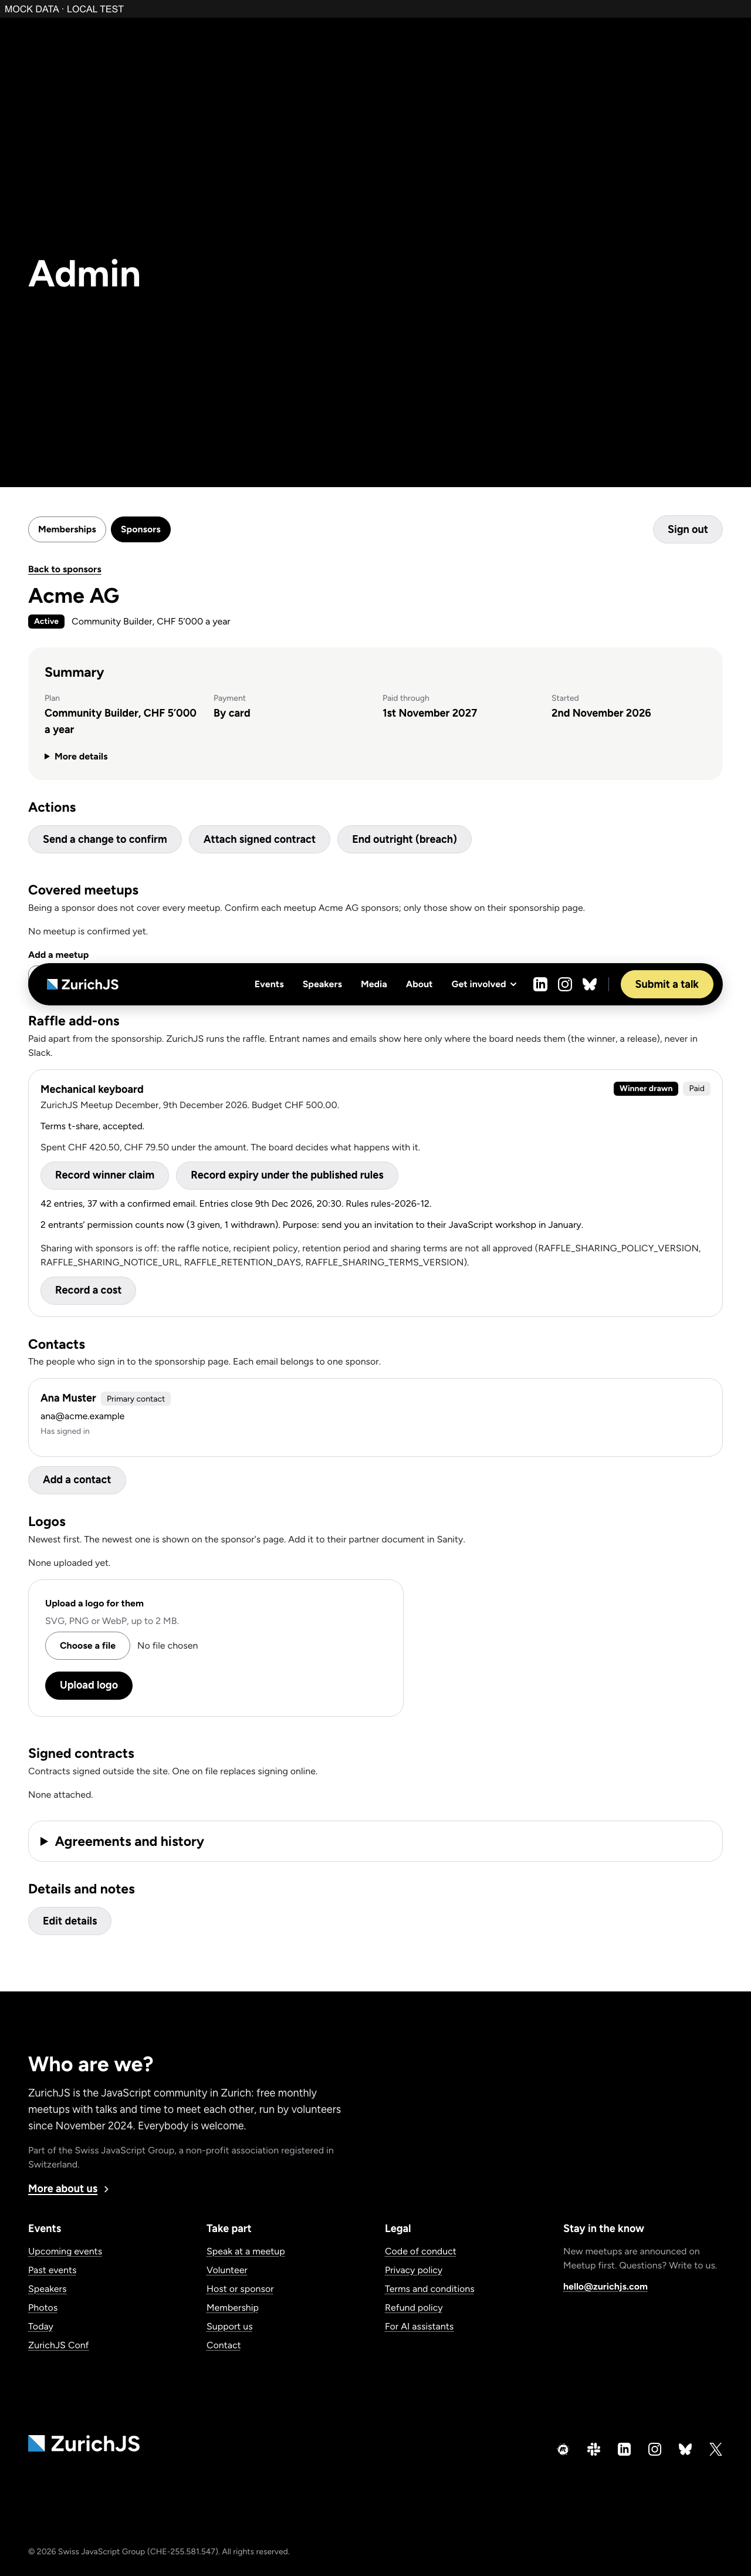 MOCK DATA · LOCAL TEST
Admin
Memberships
Sponsors
Sign out
Back to sponsors
Acme AG
Active
Community Builder, CHF 5’000 a year
Summary
Plan
Community Builder, CHF 5’000
a year
Payment
By card
Paid through
1st November 2027
Started
2nd November 2026
More details
Actions
Send a change to confirm
Attach signed contract
End outright (breach)
Covered meetups
Being a sponsor does not cover every meetup. Confirm each meetup Acme AG sponsors; only those show on their sponsorship page.
No meetup is confirmed yet.
Add a meetup
ZurichJS
Events
Speakers
Media
About
Get involved
Submit a talk
Raffle add-ons
Paid apart from the sponsorship. ZurichJS runs the raffle. Entrant names and emails show here only where the board needs them (the winner, a release), never in
Slack.
Mechanical keyboard
Winner drawn
Paid
ZurichJS Meetup December, 9th December 2026. Budget CHF 500.00.
Terms t-share, accepted.
Spent CHF 420.50, CHF 79.50 under the amount. The board decides what happens with it.
Record winner claim
Record expiry under the published rules
42 entries, 37 with a confirmed email. Entries close 9th Dec 2026, 20:30. Rules rules-2026-12.
2 entrants’ permission counts now (3 given, 1 withdrawn). Purpose: send you an invitation to their JavaScript workshop in January.
Sharing with sponsors is off: the raffle notice, recipient policy, retention period and sharing terms are not all approved (RAFFLE_SHARING_POLICY_VERSION,
RAFFLE_SHARING_NOTICE_URL, RAFFLE_RETENTION_DAYS, RAFFLE_SHARING_TERMS_VERSION).
Record a cost
Contacts
The people who sign in to the sponsorship page. Each email belongs to one sponsor.
Ana Muster
Primary contact
ana@acme.example
Has signed in
Add a contact
Logos
Newest first. The newest one is shown on the sponsor's page. Add it to their partner document in Sanity.
None uploaded yet.
Upload a logo for them
SVG, PNG or WebP, up to 2 MB.
Choose a file
No file chosen
Upload logo
Signed contracts
Contracts signed outside the site. One on file replaces signing online.
None attached.
Agreements and history
Details and notes
Edit details
Who are we?
ZurichJS is the JavaScript community in Zurich: free monthly
meetups with talks and time to meet each other, run by volunteers
since November 2024. Everybody is welcome.
Part of the Swiss JavaScript Group, a non-profit association registered in
Switzerland.
More about us
Events
Upcoming events
Past events
Speakers
Photos
Today
ZurichJS Conf
Take part
Speak at a meetup
Volunteer
Host or sponsor
Membership
Support us
Contact
Legal
Code of conduct
Privacy policy
Terms and conditions
Refund policy
For AI assistants
Stay in the know
New meetups are announced on
Meetup first. Questions? Write to us.
hello@zurichjs.com
ZurichJS
© 2026 Swiss JavaScript Group (CHE-255.581.547). All rights reserved.